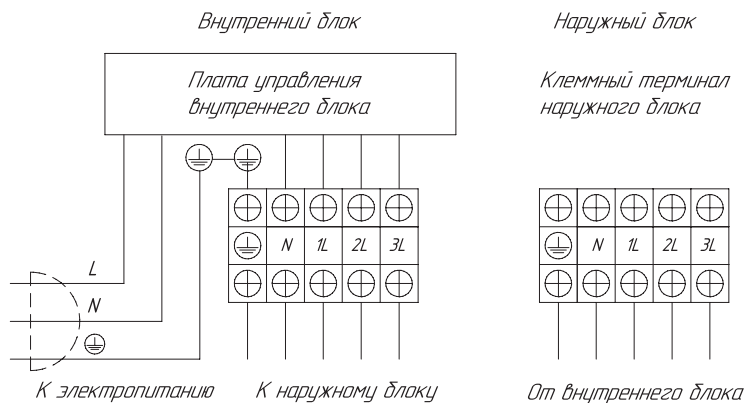 Внутренний блок
Наружный блок
Плата управления
внутреннего блока
Клеммный терминал
наружного блока
N 1L 2L 3L
N 1L 2L 3L
L
N
К электропитанию
К наружному блоку
От внутреннего блока